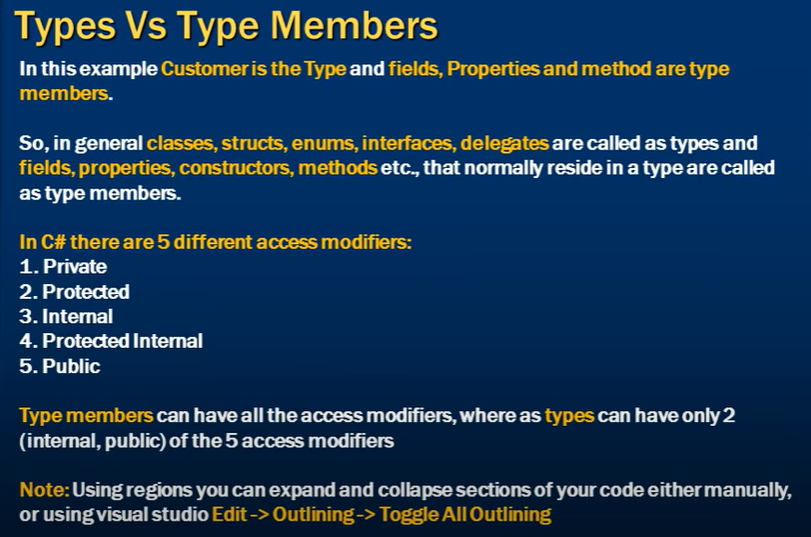 Types Vs Type Members
In this example Customer is the Type and fields, Properties and method are type
members.
So, in general classes, structs, enums, interfaces, delegates are called as types and
fields, properties, constructors, methods etc., that normally reside in a type are called
as type members.
In C# there are 5 different access modifiers:
1. Private
2. Protected
3. Internal
4. Protected Internal
5. Public
Type members can have all the access modifiers, where as types can have only 2
(internal, public) of the 5 access modifiers
Note: Using regions you can expand and collapse sections of your code either manually,
or using visual studio Edit -> Outlining -> Toggle All Outlining